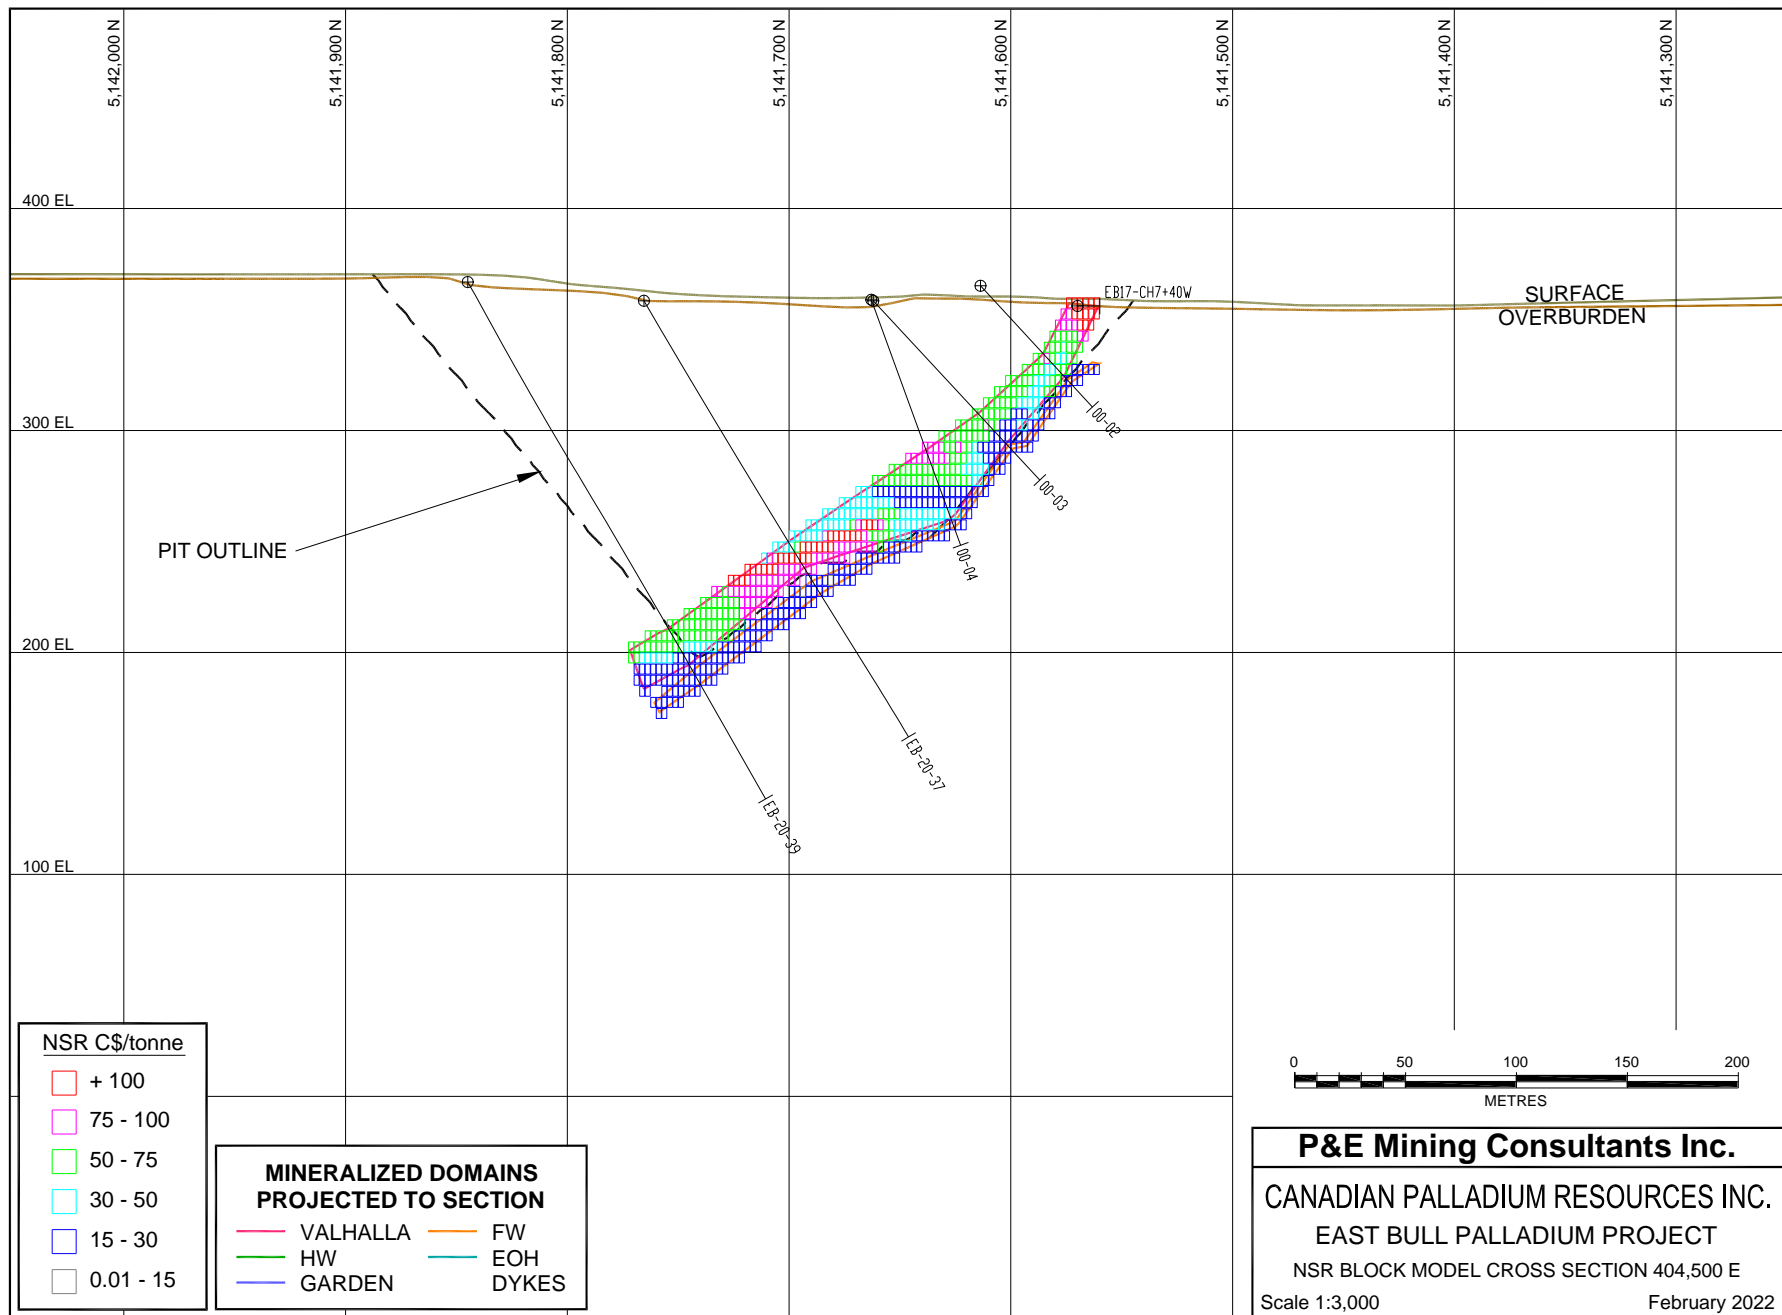 5,142,000 N
5,141,900 N
5,141,800 N
5,141,700 N
5,141,600 N
5,141,500 N
5,141,400 N
5,141,300 N
400 EL
EB17-CH7+40W
SURFACE
OVERBURDEN
300 EL
00-02
00-03
PIT OUTLINE
00-04
200 EL
EB-20-37
EB-20-39
100 EL
NSR C$/tonne
+ 100
75 - 100
50 - 75
30 - 50
15 - 30
0.01 - 15
MINERALIZED DOMAINS
PROJECTED TO SECTION
VALHALLA FW
HW EOH
GARDEN DYKES
0 50 100 150 200
METRES
P&E Mining Consultants Inc.
CANADIAN PALLADIUM RESOURCES INC.
EAST BULL PALLADIUM PROJECT
NSR BLOCK MODEL CROSS SECTION 404,500 E
Scale 1:3,000 February 2022